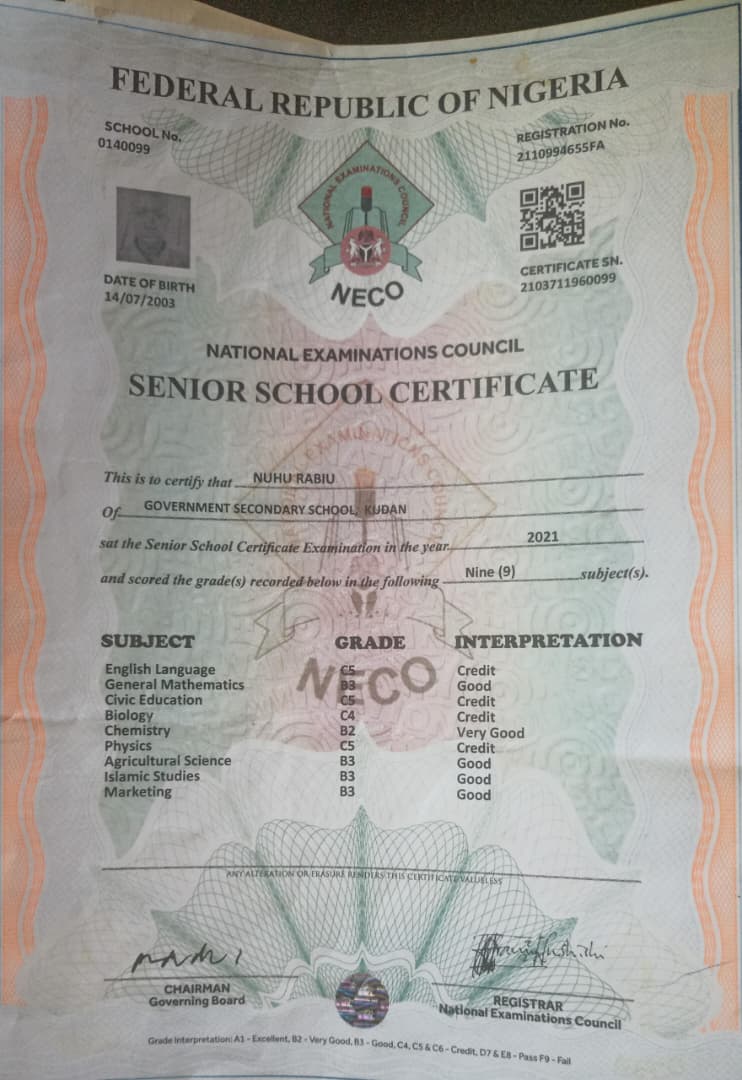 FEDERAL REPUBLIC OF NIGERIA
SCHOOL No.
0140099
REGISTRATION No.
2110994655FA
NATIONAL EXAMINATIONS COUNCIL
NECO
DATE OF BIRTH
14/07/2003
CERTIFICATE SN.
2103711960099
NATIONAL EXAMINATIONS COUNCIL
SENIOR SCHOOL CERTIFICATE
This is to certify that NUHU RABIU
Of GOVERNMENT SECONDARY SCHOOL, KUDAN
sat the Senior School Certificate Examination in the year 2021
and scored the grade(s) recorded below in the following Nine (9) subject(s).
SUBJECT GRADE INTERPRETATION
English Language C5 Credit
General Mathematics B3 Good
Civic Education C5 Credit
Biology C4 Credit
Chemistry B2 Very Good
Physics C5 Credit
Agricultural Science B3 Good
Islamic Studies B3 Good
Marketing B3 Good
NECO
ANY ALTERATION OR ERASURE RENDERS THIS CERTIFICATE VALUELESS
CHAIRMAN
Governing Board
REGISTRAR
National Examinations Council
Grade Interpretation: A1 - Excellent, B2 - Very Good, B3 - Good, C4, C5 & C6 - Credit, D7 & E8 - Pass F9 - Fail